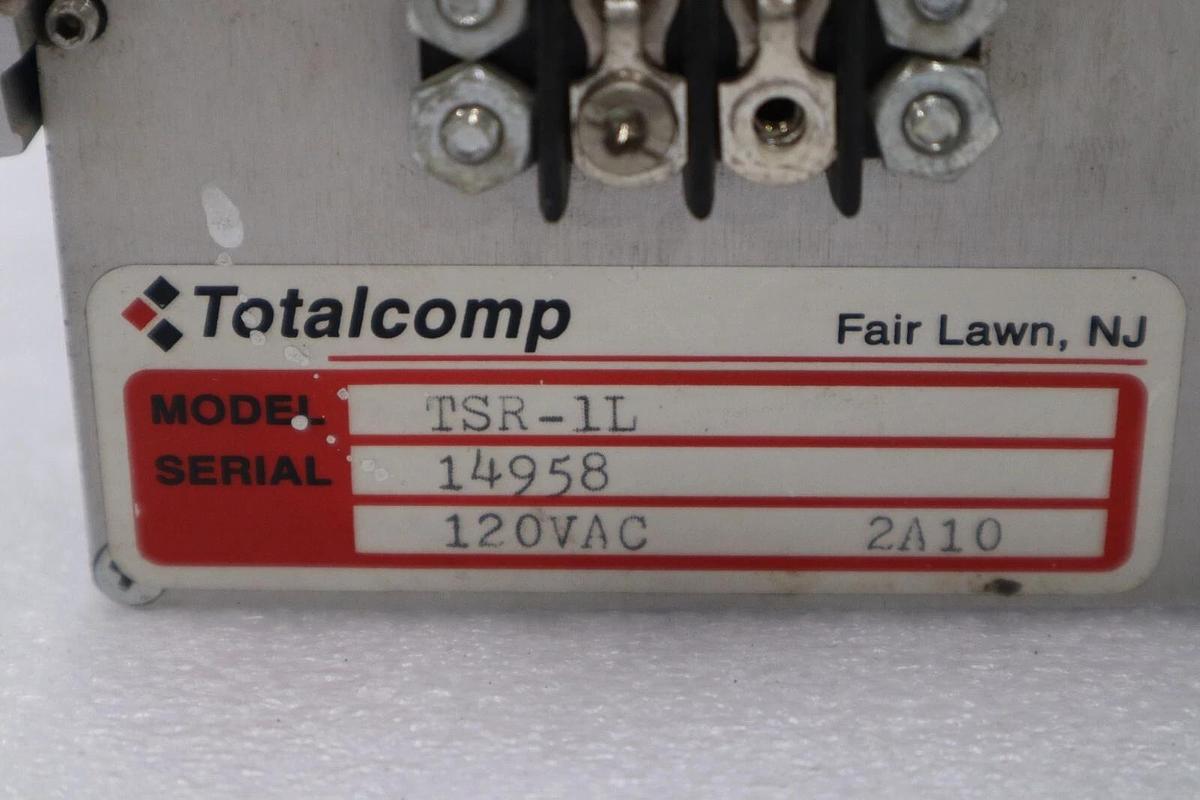 Totalcomp
Fair Lawn, NJ
MODEL TSR-1L
SERIAL 14958
120VAC 2A10